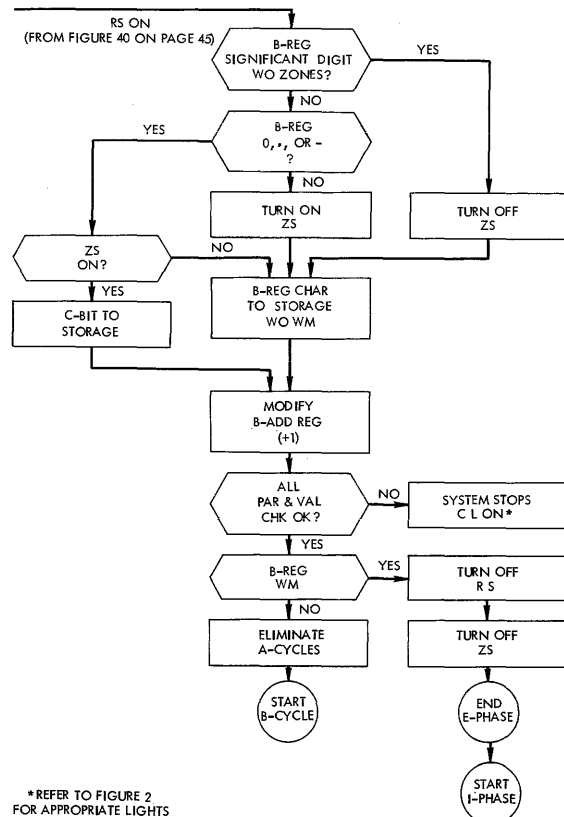 RS ON
(FROM FIGURE 40 ON PAGE 45)
B-REG
SIGNIFICANT DIGIT
WO ZONES?
YES
NO
YES
B-REG
0, , OR -
?
NO
TURN ON
ZS
TURN OFF
ZS
ZS
ON?
NO
YES
B-REG CHAR
TO STORAGE
WO WM
C-BIT TO
STORAGE
MODIFY
B-ADD REG
(+1)
ALL
PAR & VAL
CHK OK?
NO
SYSTEM STOPS
C L ON*
YES
B-REG
WM
YES
TURN OFF
R S
NO
ELIMINATE
A-CYCLES
TURN OFF
ZS
START
B-CYCLE
END
E-PHASE
START
I-PHASE
*REFER TO FIGURE 2
FOR APPROPRIATE LIGHTS